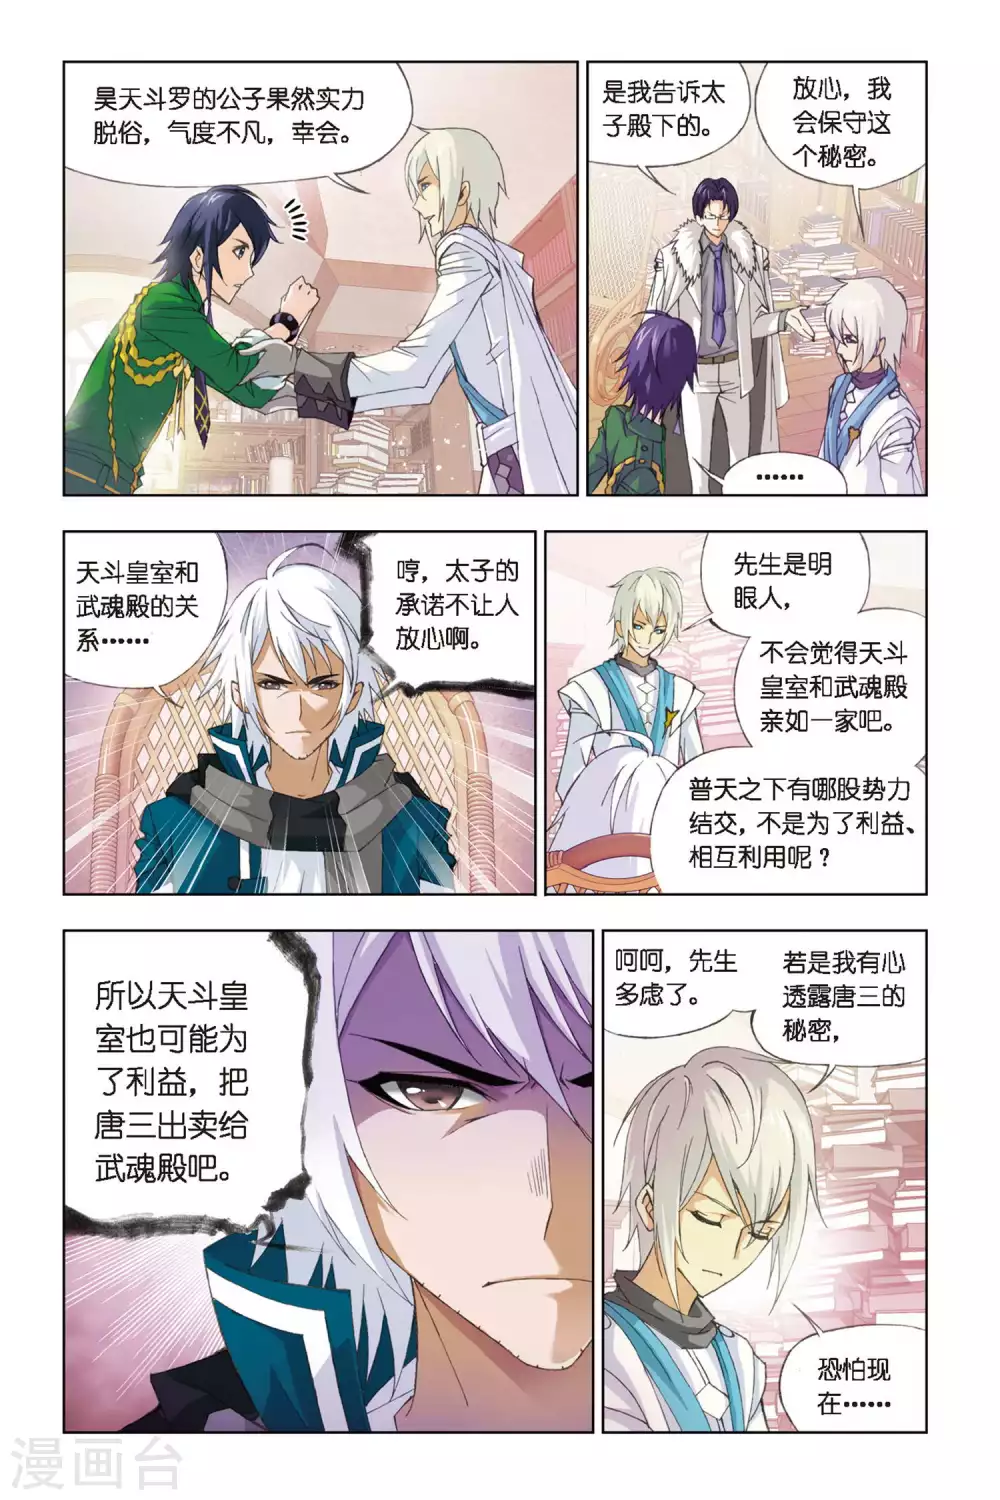 昊天斗罗的公子果然实力
脱俗，气度不凡，幸会。
是我告诉太
子殿下的。
放心，我
会保守这
个秘密。
……
天斗皇室和
武魂殿的关
系……
哼，太子的
承诺不让人
放心啊。
先生是明
眼人，
不会觉得天斗
皇室和武魂殿
亲如一家吧。
普天之下有哪股势力
结交，不是为了利益、
相互利用呢？
所以天斗皇
室也可能为
了利益，把
唐三出卖给
武魂殿吧。
呵呵，先生
多虑了。
若是我有心
透露唐三的
秘密，
恐怕现
在……
漫画台